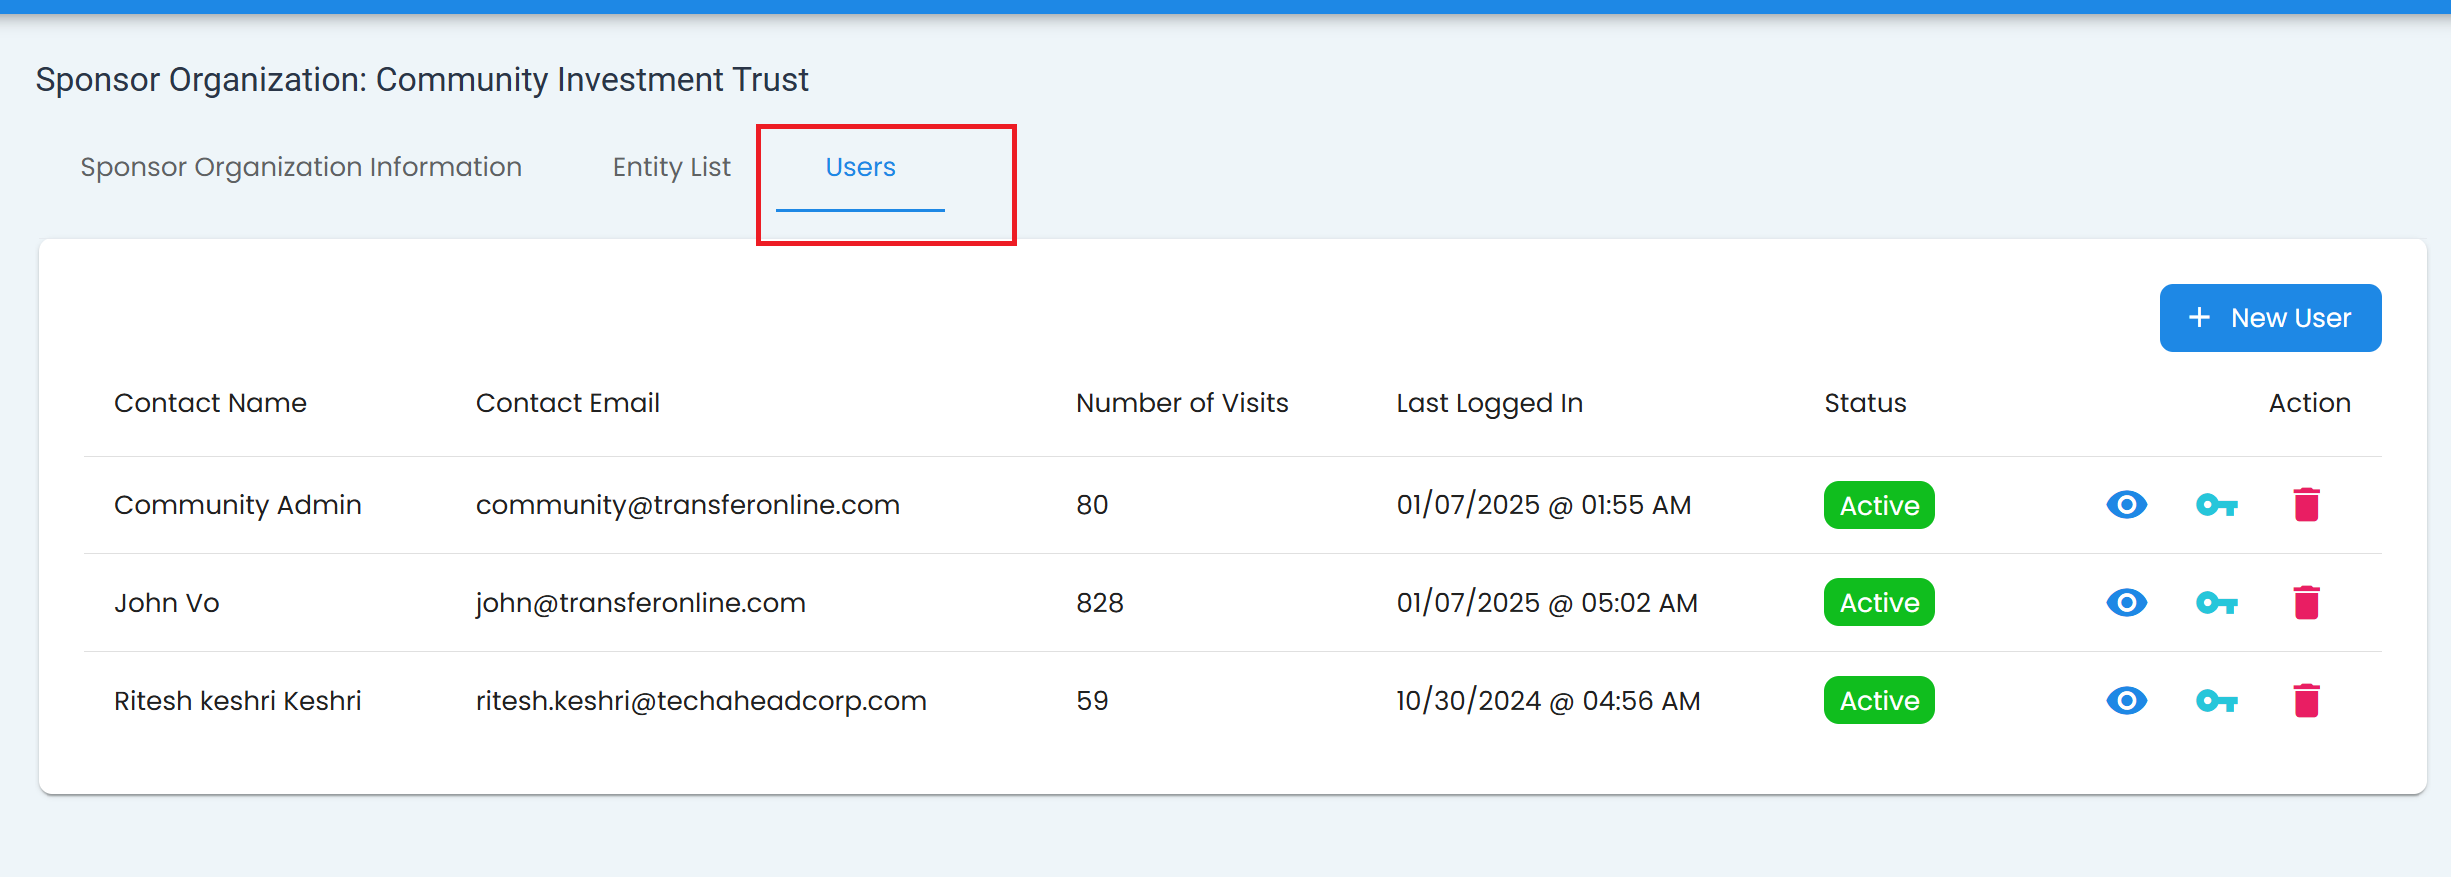 Sponsor Organization: Community Investment Trust
Sponsor Organization Information Entity List Users
+ New User
Contact Name Contact Email Number of Visits Last Logged In Status Action
Community Admin community@transferonline.com 80 01/07/2025 @ 01:55 AM Active
John Vo john@transferonline.com 828 01/07/2025 @ 05:02 AM Active
Ritesh keshri Keshri ritesh.keshri@techaheadcorp.com 59 10/30/2024 @ 04:56 AM Active